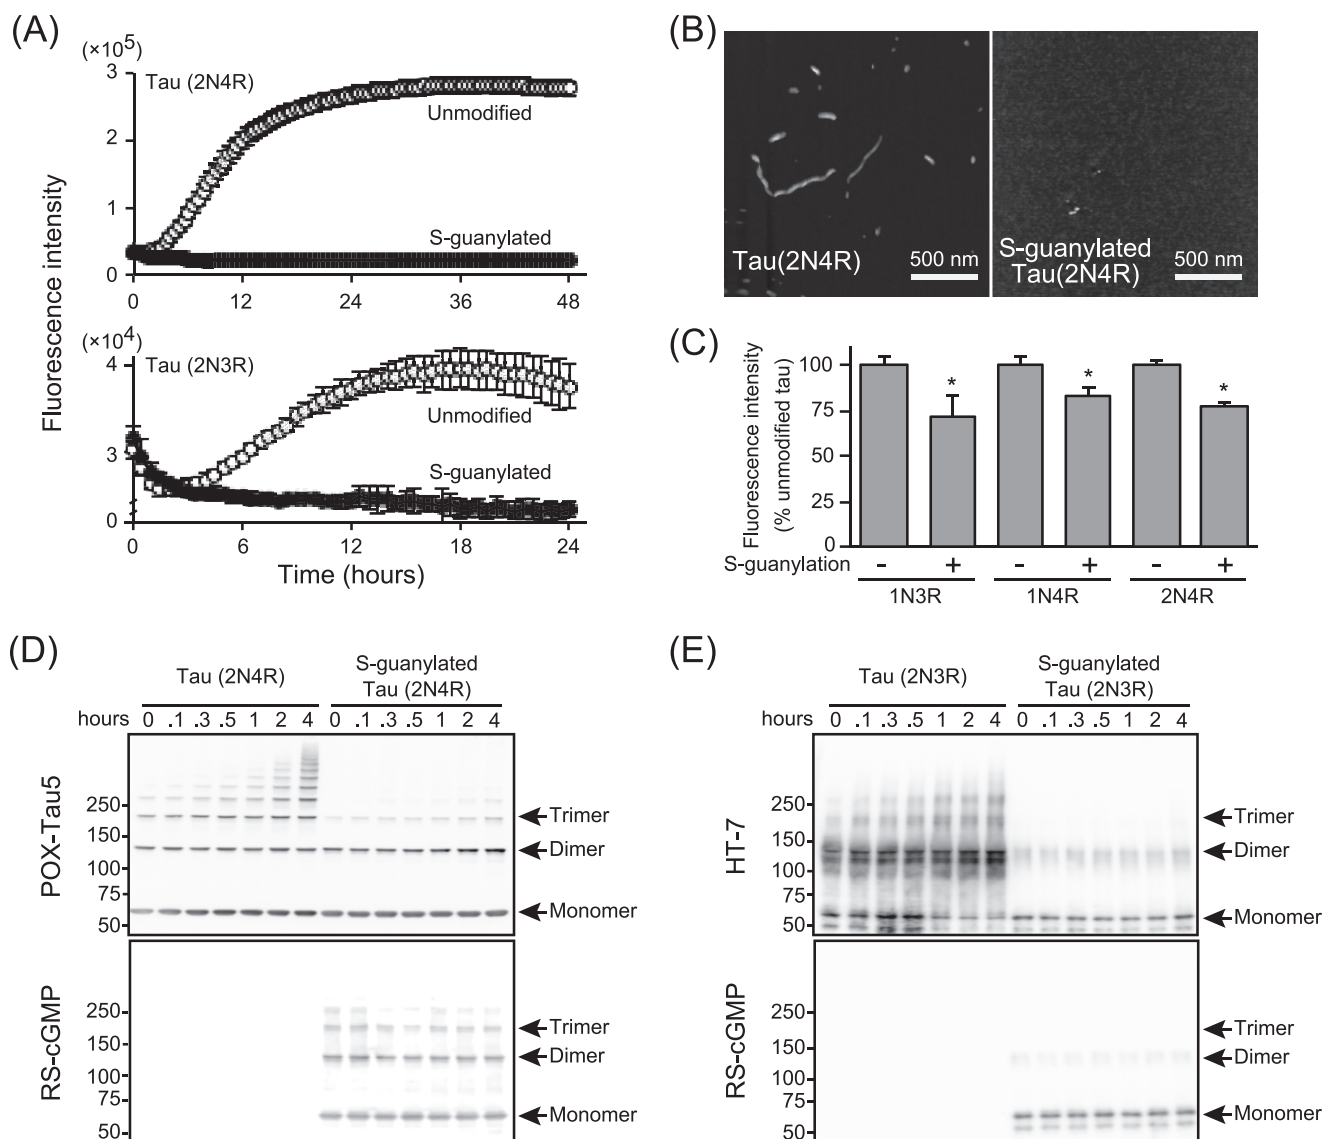 (A)
(×10⁵)
Tau (2N4R)
3
2
1
0
Unmodified
S-guanylated
0 12 24 36 48
(×10⁴)
Tau (2N3R)
4
3
0
Unmodified
S-guanylated
0 6 12 18 24
Fluorescence intensity
Time (hours)
(B)
Tau(2N4R)
500 nm
S-guanylated
Tau(2N4R)
500 nm
(C)
Fluorescence intensity
(% unmodified tau)
100
75
50
25
0
* * *
S-guanylation - + - + - +
1N3R 1N4R 2N4R
(D)
Tau (2N4R)
S-guanylated
Tau (2N4R)
hours 0 .1 .3 .5 1 2 4 0 .1 .3 .5 1 2 4
POX-Tau5
250
150
100
75
50
Trimer
Dimer
Monomer
RS-cGMP
250
150
100
75
50
Trimer
Dimer
Monomer
(E)
Tau (2N3R)
S-guanylated
Tau (2N3R)
hours 0 .1 .3 .5 1 2 4 0 .1 .3 .5 1 2 4
HT-7
250
150
100
75
50
Trimer
Dimer
Monomer
RS-cGMP
250
150
100
75
50
Trimer
Dimer
Monomer